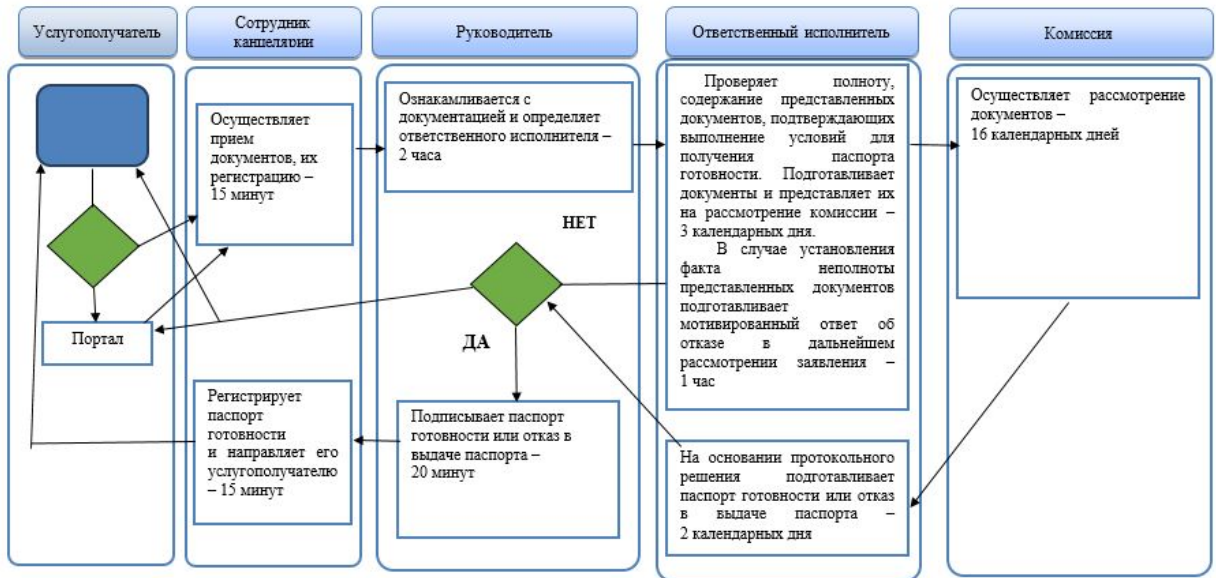 Услугополучатель
Сотрудник
канцелярии
Руководитель
Ответственный исполнитель
Комиссия
Осуществляет
прием
документов, их
регистрацию –
15 минут
Ознакамливается с
документацией и определяет
ответственного исполнителя –
2 часа
Проверяет полноту,
содержание представленных
документов, подтверждающих
выполнение условий для
получения паспорта
готовности. Подготавливает
документы и представляет их
на рассмотрение комиссии –
3 календарных дня.
В случае установления
факта неполноты
представленных документов
подготавливает
мотивированный ответ об
отказе в дальнейшем
рассмотрении заявления –
1 час
Осуществляет рассмотрение
документов –
16 календарных дней
НЕТ
ДА
Портал
Регистрирует
паспорт
готовности
и направляет его
услугополучателю
– 15 минут
Подписывает паспорт
готовности или отказ в
выдаче паспорта –
20 минут
На основании протокольного
решения подготавливает
паспорт готовности или отказ
в выдаче паспорта –
2 календарных дня